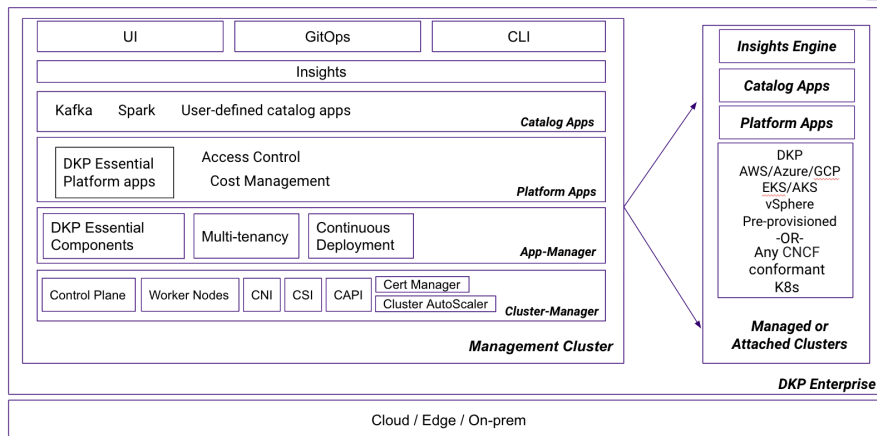 UI
GitOps
CLI
Insights
Kafka Spark User-defined catalog apps
Catalog Apps
DKP Essential
Platform apps
Access Control
Cost Management
Platform Apps
DKP Essential
Components
Multi-tenancy
Continuous
Deployment
App-Manager
Control Plane
Worker Nodes
CNI
CSI
CAPI
Cert Manager
Cluster AutoScaler
Cluster-Manager
Management Cluster
Insights Engine
Catalog Apps
Platform Apps
DKP
AWS/Azure/GCP
EKS/AKS
vSphere
Pre-provisioned
-OR-
Any CNCF
conformant
K8s
Managed or
Attached Clusters
DKP Enterprise
Cloud / Edge / On-prem